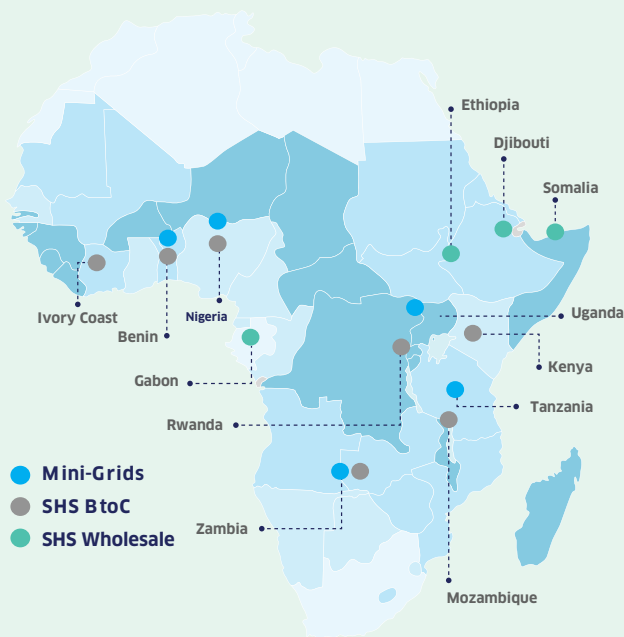 Ethiopia
Djibouti
Somalia
Uganda
Ivory Coast
Nigeria
Benin
Kenya
Gabon
Tanzania
Rwanda
Mini-Grids
SHS BtoC
SHS Wholesale
Zambia
Mozambique